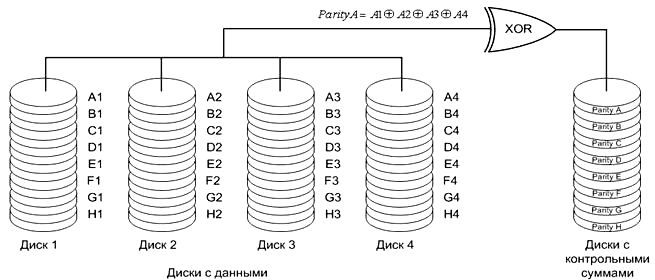 ParityA = A1⊕A2⊕A3⊕A4
XOR
A1 A2 A3 A4 Parity A
B1 B2 B3 B4 Parity B
C1 C2 C3 C4 Parity C
D1 D2 D3 D4 Parity D
E1 E2 E3 E4 Parity E
F1 F2 F3 F4 Parity F
G1 G2 G3 G4 Parity G
H1 H2 H3 H4 Parity H
Диск 1 Диск 2 Диск 3 Диск 4
Диски с
контрольными
суммами
Диски с данными